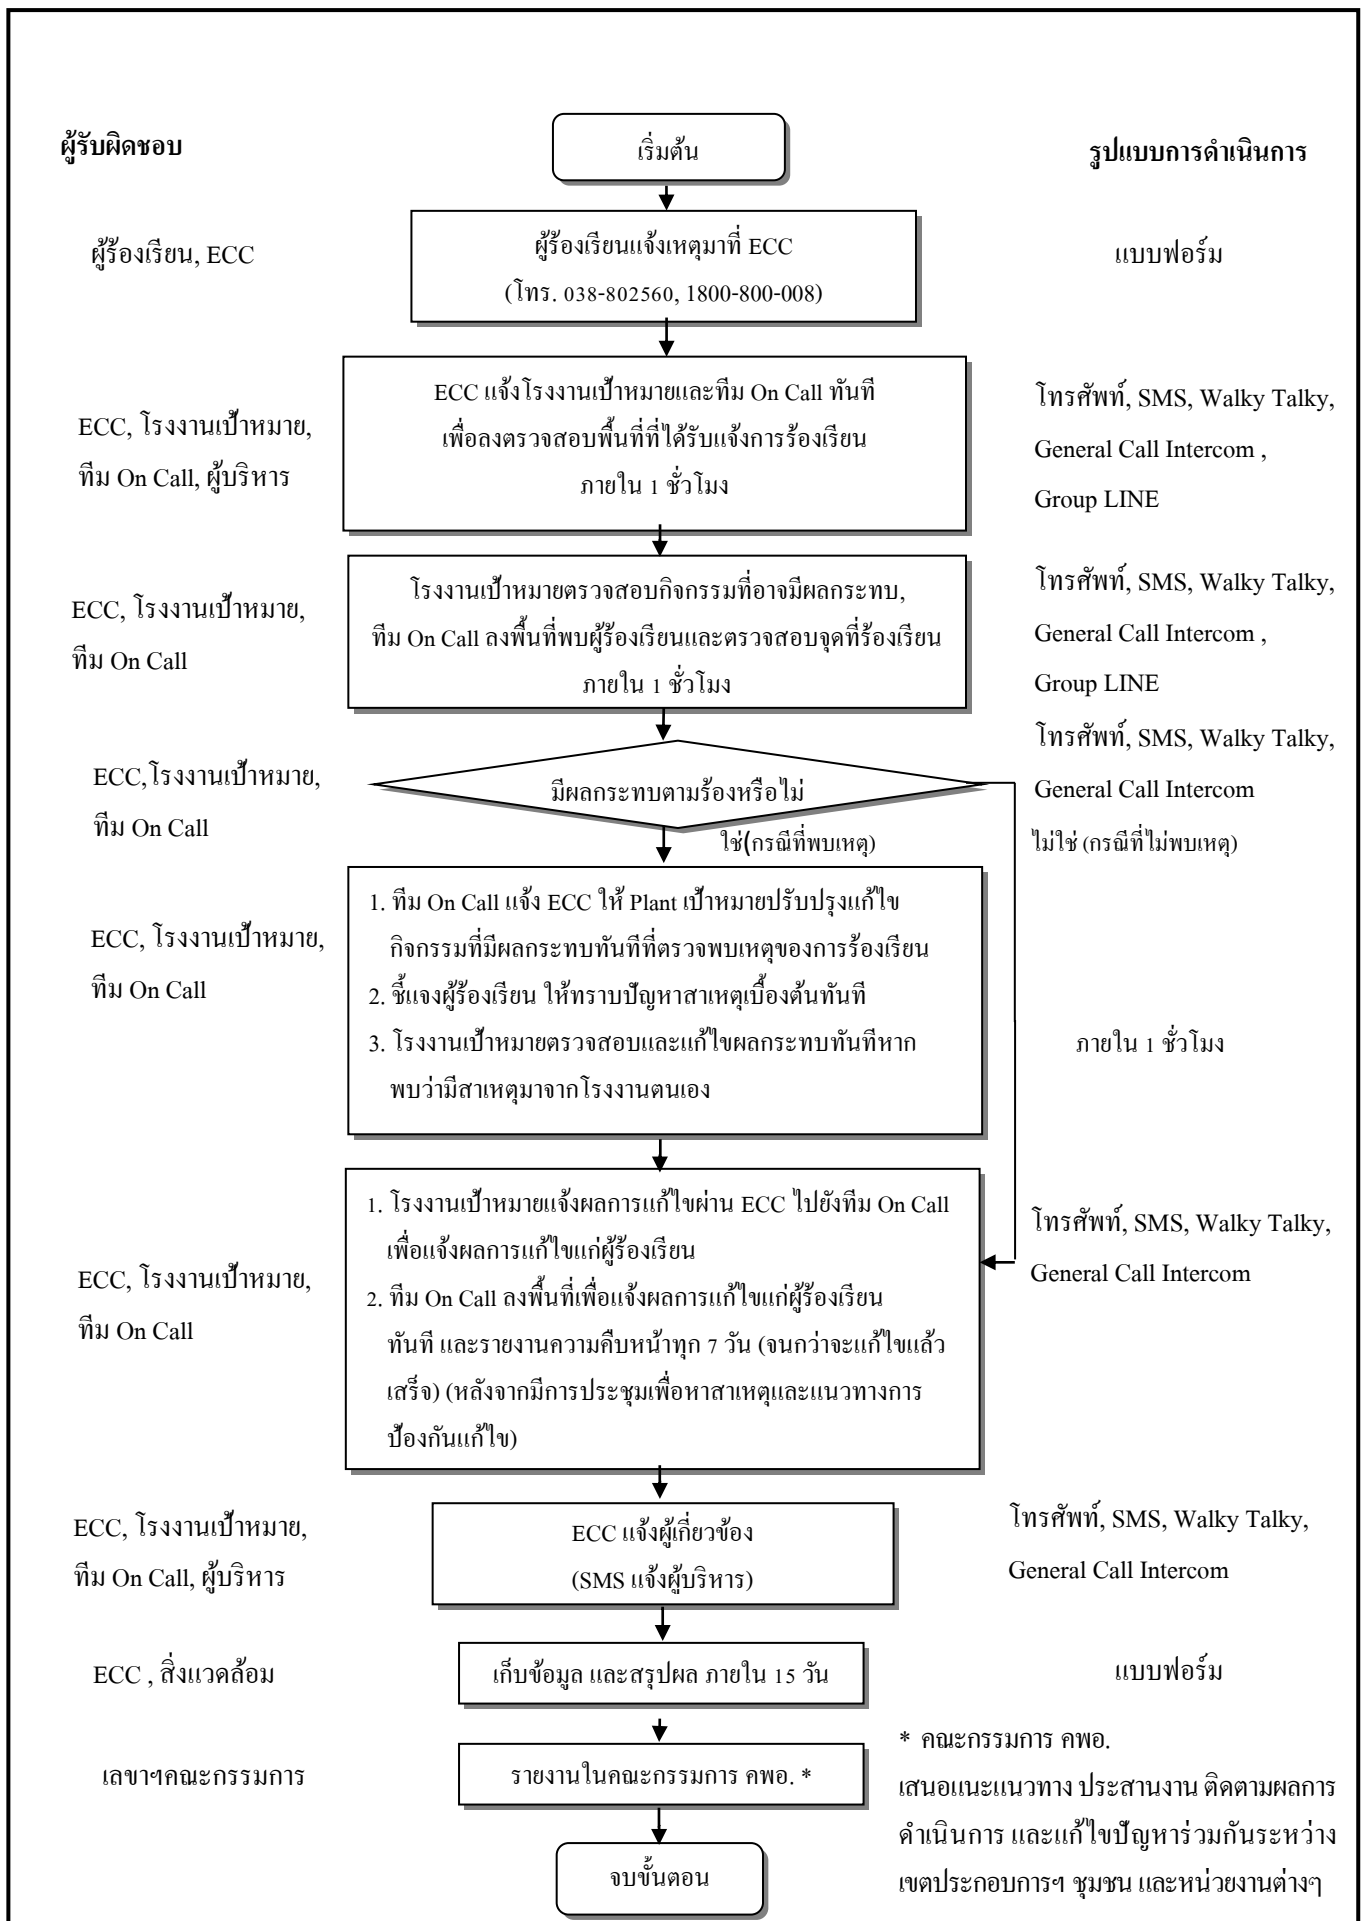 ผู้รับผิดชอบ
เริ่มต้น
รูปแบบการดำเนินการ
ผู้ร้องเรียน, ECC
ผู้ร้องเรียนแจ้งเหตุมาที่ ECC
(โทร. 038-802560, 1800-800-008)
แบบฟอร์ม
ECC, โรงงานเป้าหมาย,
ทีม On Call, ผู้บริหาร
ECC แจ้งโรงงานเป้าหมายและทีม On Call ทันที
เพื่อลงตรวจสอบพื้นที่ที่ได้รับแจ้งการร้องเรียน
ภายใน 1 ชั่วโมง
โทรศัพท์, SMS, Walky Talky,
General Call Intercom ,
Group LINE
ECC, โรงงานเป้าหมาย,
ทีม On Call
โรงงานเป้าหมายตรวจสอบกิจกรรมที่อาจมีผลกระทบ,
ทีม On Call ลงพื้นที่พบผู้ร้องเรียนและตรวจสอบจุดที่ร้องเรียน
ภายใน 1 ชั่วโมง
โทรศัพท์, SMS, Walky Talky,
General Call Intercom ,
Group LINE
ECC,โรงงานเป้าหมาย,
ทีม On Call
มีผลกระทบตามร้องหรือไม่
โทรศัพท์, SMS, Walky Talky,
General Call Intercom
ใช่(กรณีที่พบเหตุ)
ไม่ใช่ (กรณีที่ไม่พบเหตุ)
ECC, โรงงานเป้าหมาย,
ทีม On Call
1. ทีม On Call แจ้ง ECC ให้ Plant เป้าหมายปรับปรุงแก้ไข
กิจกรรมที่มีผลกระทบทันทีที่ตรวจพบเหตุของการร้องเรียน
2. ชี้แจงผู้ร้องเรียน ให้ทราบปัญหาสาเหตุเบื้องต้นทันที
3. โรงงานเป้าหมายตรวจสอบและแก้ไขผลกระทบทันทีหาก
พบว่ามีสาเหตุมาจากโรงงานตนเอง
ภายใน 1 ชั่วโมง
ECC, โรงงานเป้าหมาย,
ทีม On Call
1. โรงงานเป้าหมายแจ้งผลการแก้ไขผ่าน ECC ไปยังทีม On Call
เพื่อแจ้งผลการแก้ไขแก่ผู้ร้องเรียน
2. ทีม On Call ลงพื้นที่เพื่อแจ้งผลการแก้ไขแก่ผู้ร้องเรียน
ทันที และรายงานความคืบหน้าทุก 7 วัน (จนกว่าจะแก้ไขแล้ว
เสร็จ) (หลังจากมีการประชุมเพื่อหาสาเหตุและแนวทางการ
ป้องกันแก้ไข)
โทรศัพท์, SMS, Walky Talky,
General Call Intercom
ECC, โรงงานเป้าหมาย,
ทีม On Call, ผู้บริหาร
ECC แจ้งผู้เกี่ยวข้อง
(SMS แจ้งผู้บริหาร)
โทรศัพท์, SMS, Walky Talky,
General Call Intercom
ECC , สิ่งแวดล้อม
เก็บข้อมูล และสรุปผล ภายใน 15 วัน
แบบฟอร์ม
เลขาฯคณะกรรมการ
รายงานในคณะกรรมการ คพอ. *
* คณะกรรมการ คพอ.
เสนอแนะแนวทาง ประสานงาน ติดตามผลการ
ดำเนินการ และแก้ไขปัญหาร่วมกันระหว่าง
เขตประกอบการฯ ชุมชน และหน่วยงานต่างๆ
จบขั้นตอน